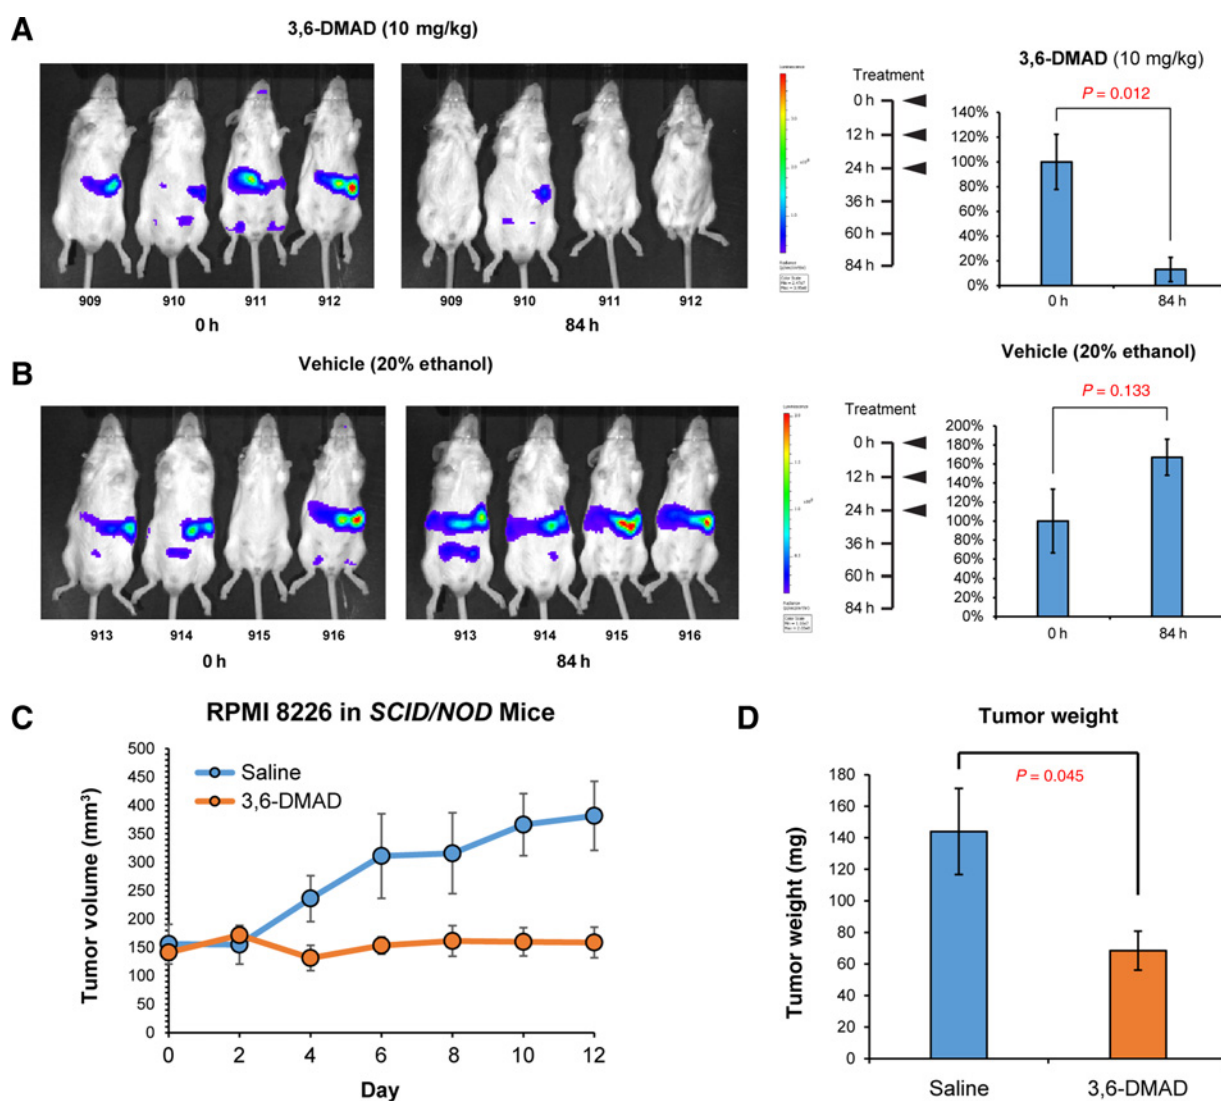 A
3,6-DMAD (10 mg/kg)
909 910 911 912
0 h
909 910 911 912
84 h
Treatment
0 h
12 h
24 h
36 h
60 h
84 h
3,6-DMAD (10 mg/kg)
P = 0.012
140%
120%
100%
80%
60%
40%
20%
0%
0 h 84 h
B
Vehicle (20% ethanol)
913 914 915 916
0 h
913 914 915 916
84 h
Treatment
0 h
12 h
24 h
36 h
60 h
84 h
Vehicle (20% ethanol)
P = 0.133
200%
180%
160%
140%
120%
100%
80%
60%
40%
20%
0%
0 h 84 h
C
RPMI 8226 in SCID/NOD Mice
Saline
3,6-DMAD
Tumor volume (mm³)
500
450
400
350
300
250
200
150
100
50
0
0 2 4 6 8 10 12
Day
D
Tumor weight
P = 0.045
Tumor weight (mg)
180
160
140
120
100
80
60
40
20
0
Saline 3,6-DMAD